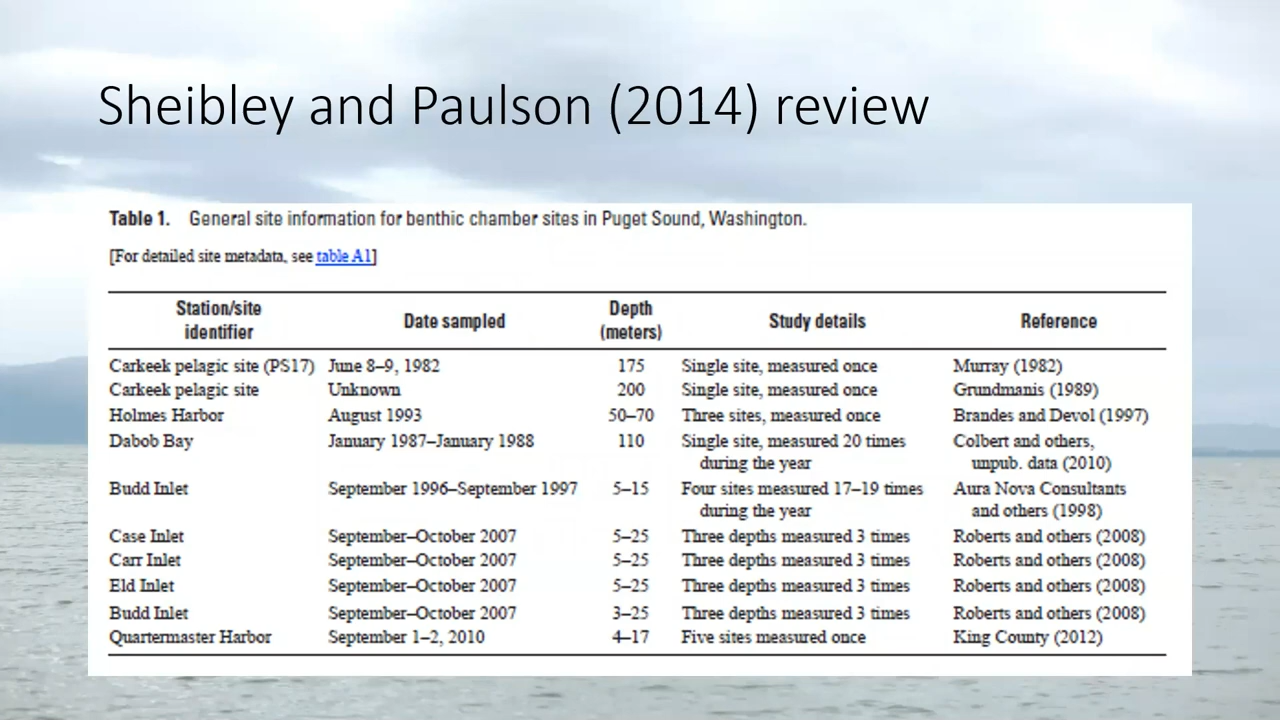 Sheibley and Paulson (2014) review
Table 1. General site information for benthic chamber sites in Puget Sound, Washington.
[For detailed site metadata, see table A1]
Station/site identifier Date sampled Depth (meters) Study details Reference
Carkeek pelagic site (PS17) June 8–9, 1982 175 Single site, measured once Murray (1982)
Carkeek pelagic site Unknown 200 Single site, measured once Grundmanis (1989)
Holmes Harbor August 1993 50–70 Three sites, measured once Brandes and Devol (1997)
Dabob Bay January 1987–January 1988 110 Single site, measured 20 times Colbert and others,
during the year unpub. data (2010)
Budd Inlet September 1996–September 1997 5–15 Four sites measured 17–19 times Aura Nova Consultants
during the year and others (1998)
Case Inlet September–October 2007 5–25 Three depths measured 3 times Roberts and others (2008)
Carr Inlet September–October 2007 5–25 Three depths measured 3 times Roberts and others (2008)
Eld Inlet September–October 2007 5–25 Three depths measured 3 times Roberts and others (2008)
Budd Inlet September–October 2007 3–25 Three depths measured 3 times Roberts and others (2008)
Quartermaster Harbor September 1–2, 2010 4–17 Five sites measured once King County (2012)